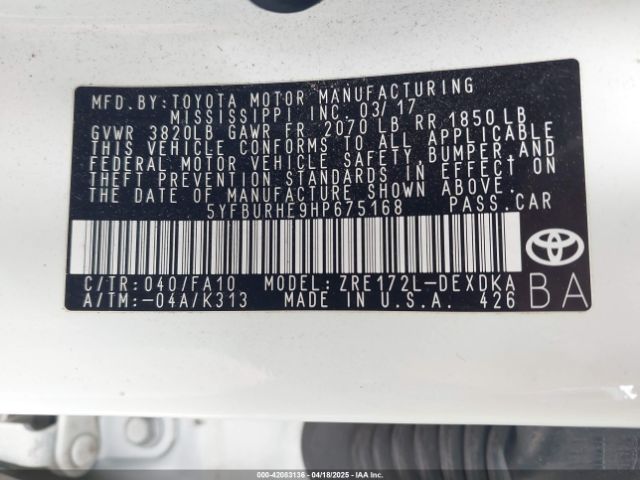 MFD. BY: TOYOTA MOTOR MANUFACTURING
MISSISSIPPI INC. 03/17
GVWR 3820LB GAWR FR 2070 LB RR 1850LB
THIS VEHICLE CONFORMS TO ALL APPLICABLE
FEDERAL MOTOR VEHICLE SAFETY, BUMPER, AND
THEFT PREVENTION STANDARDS IN EFFECT ON
THE DATE OF MANUFACTURE SHOWN ABOVE.
5YFBURHE9HP675168 PASS. CAR
C/TR: 040/FA10 MODEL: ZRE172L-DEXDKA
A/TM: -04A/K313 MADE IN U.S.A. 426
BA
000-42083136 - 04/18/2025 - IAA